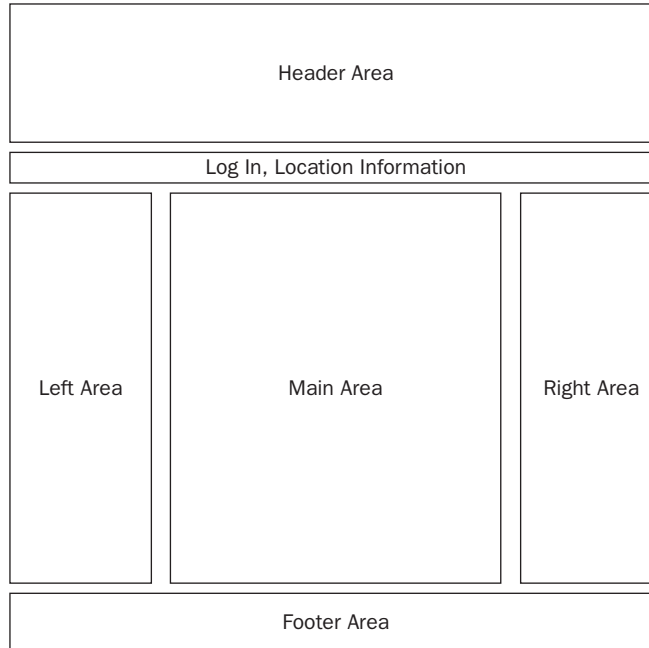 Header Area
Log In, Location Information
Left Area
Main Area
Right Area
Footer Area